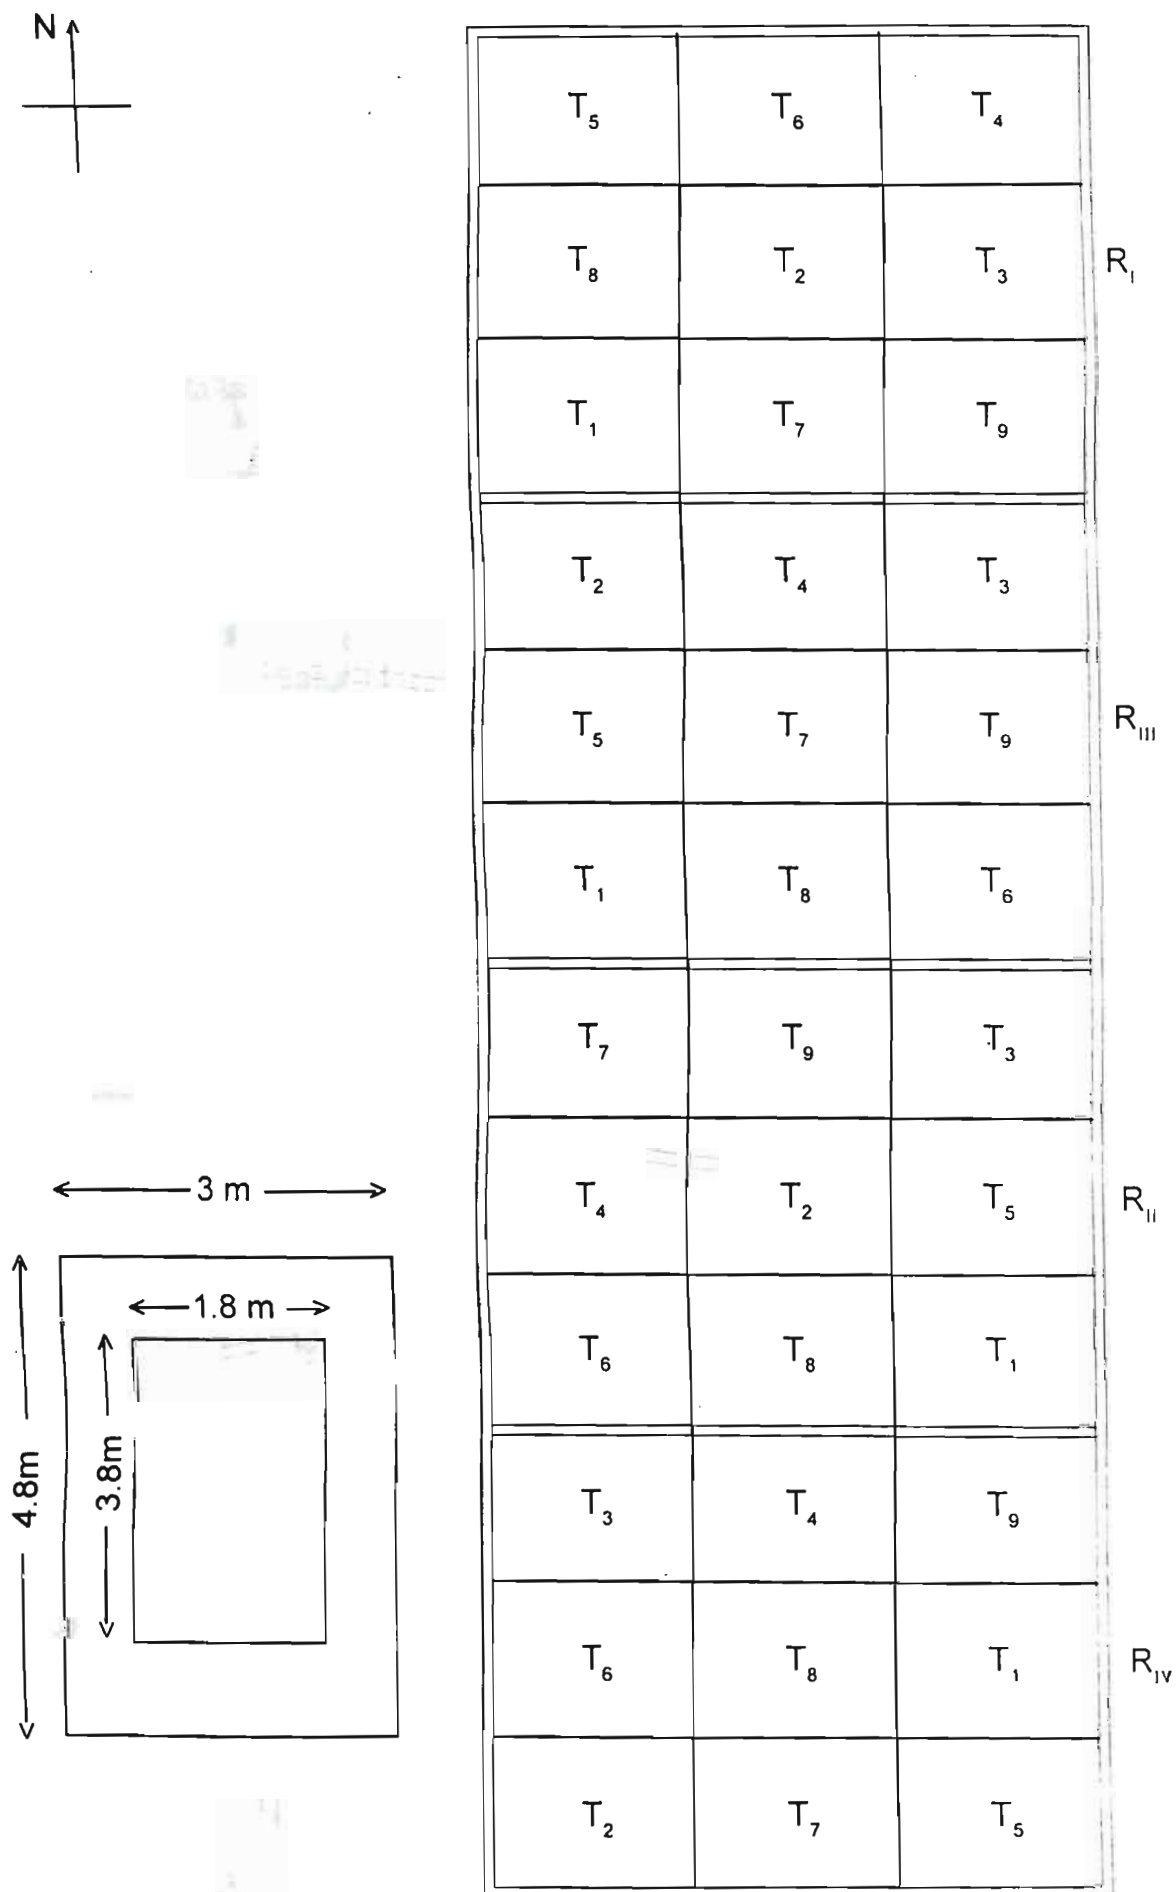 N
T5 T6 T4
T8 T2 T3 RI
T1 T7 T9
T2 T4 T3
T5 T7 T9 RIII
T1 T8 T6
T7 T9 T3
T4 T2 T5 RII
T6 T8 T1
T3 T4 T9
T6 T8 T1 RIV
T2 T7 T5
3 m
1.8 m
4.8m
3.8m